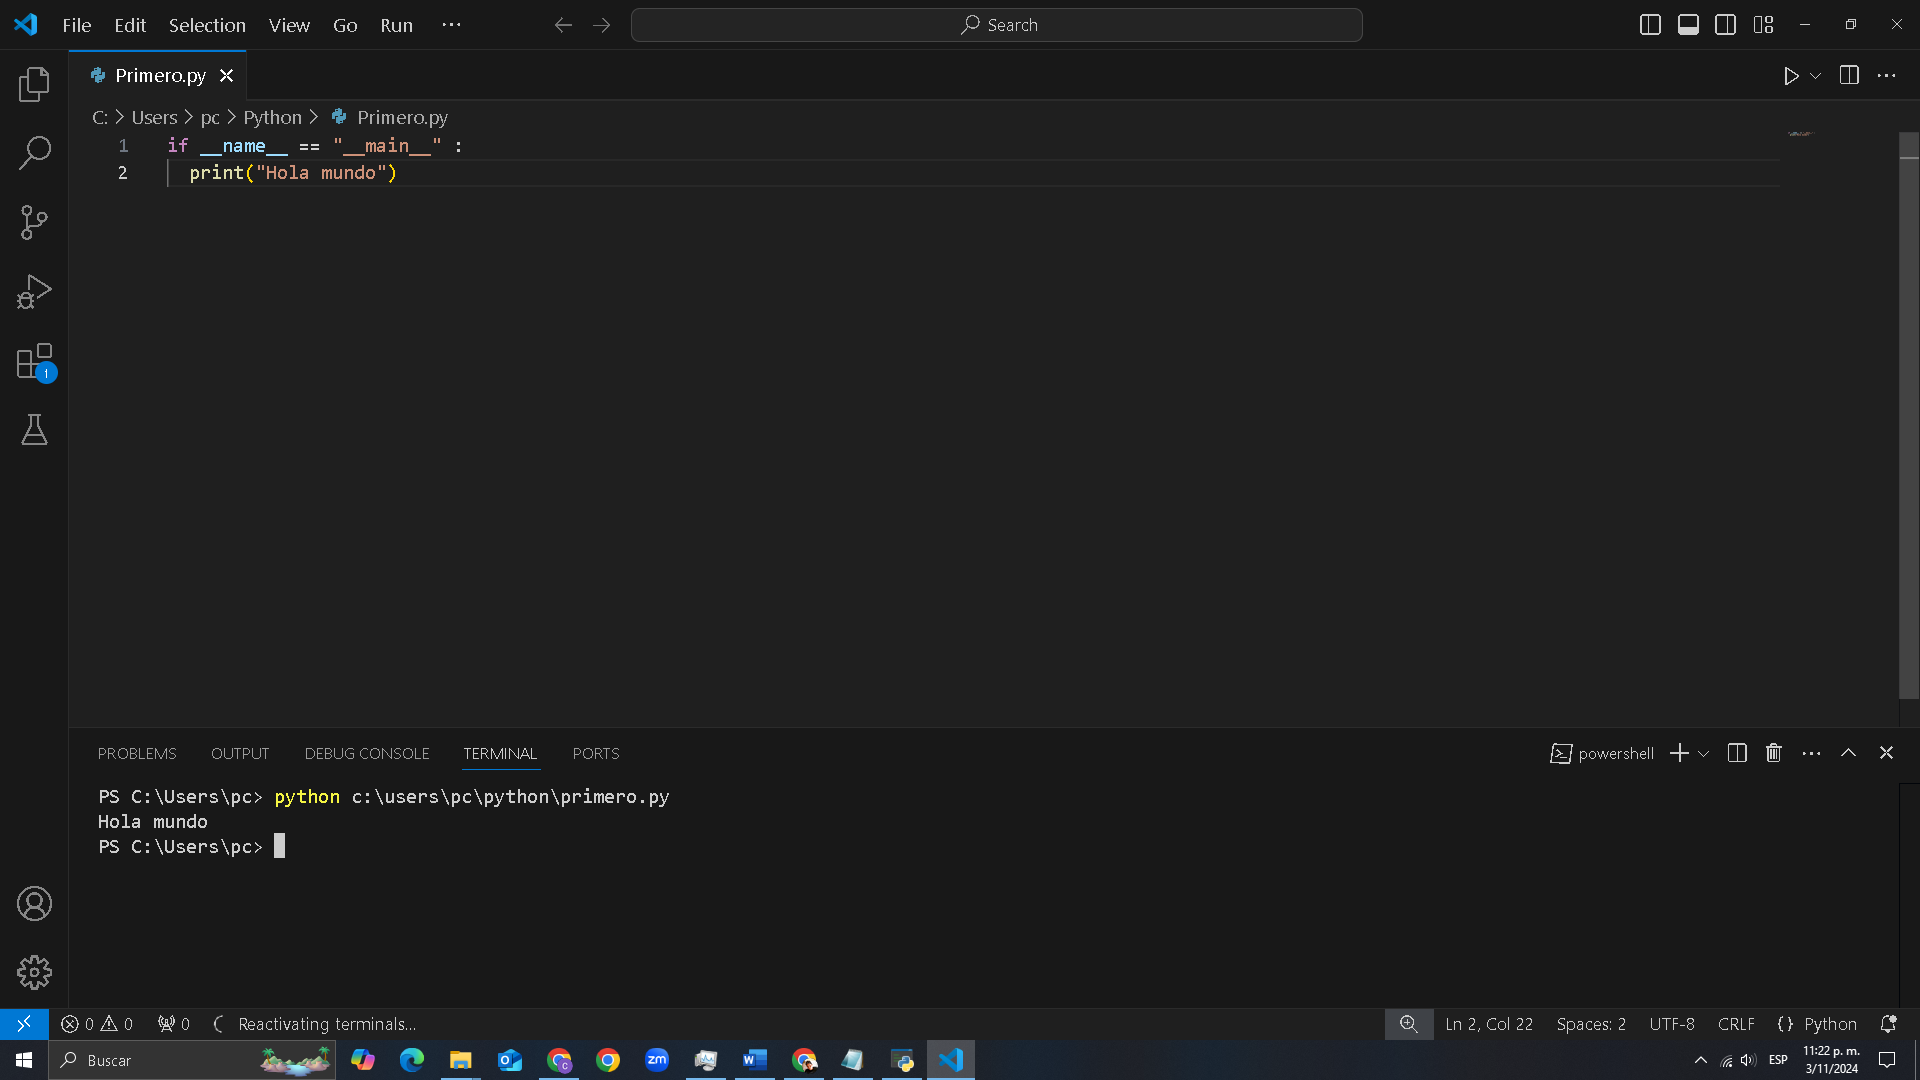 File Edit Selection View Go Run ··· Search
Primero.py
C: > Users > pc > Python > Primero.py
1 if __name__ == "__main__" :
2 print("Hola mundo")
1
PROBLEMS OUTPUT DEBUG CONSOLE TERMINAL PORTS powershell
PS C:\Users\pc> python c:\users\pc\python\primero.py
Hola mundo
PS C:\Users\pc>
0 0 0 Reactivating terminals... Ln 2, Col 22 Spaces: 2 UTF-8 CRLF {} Python
Buscar zm W ESP 11:22 p. m.
3/11/2024